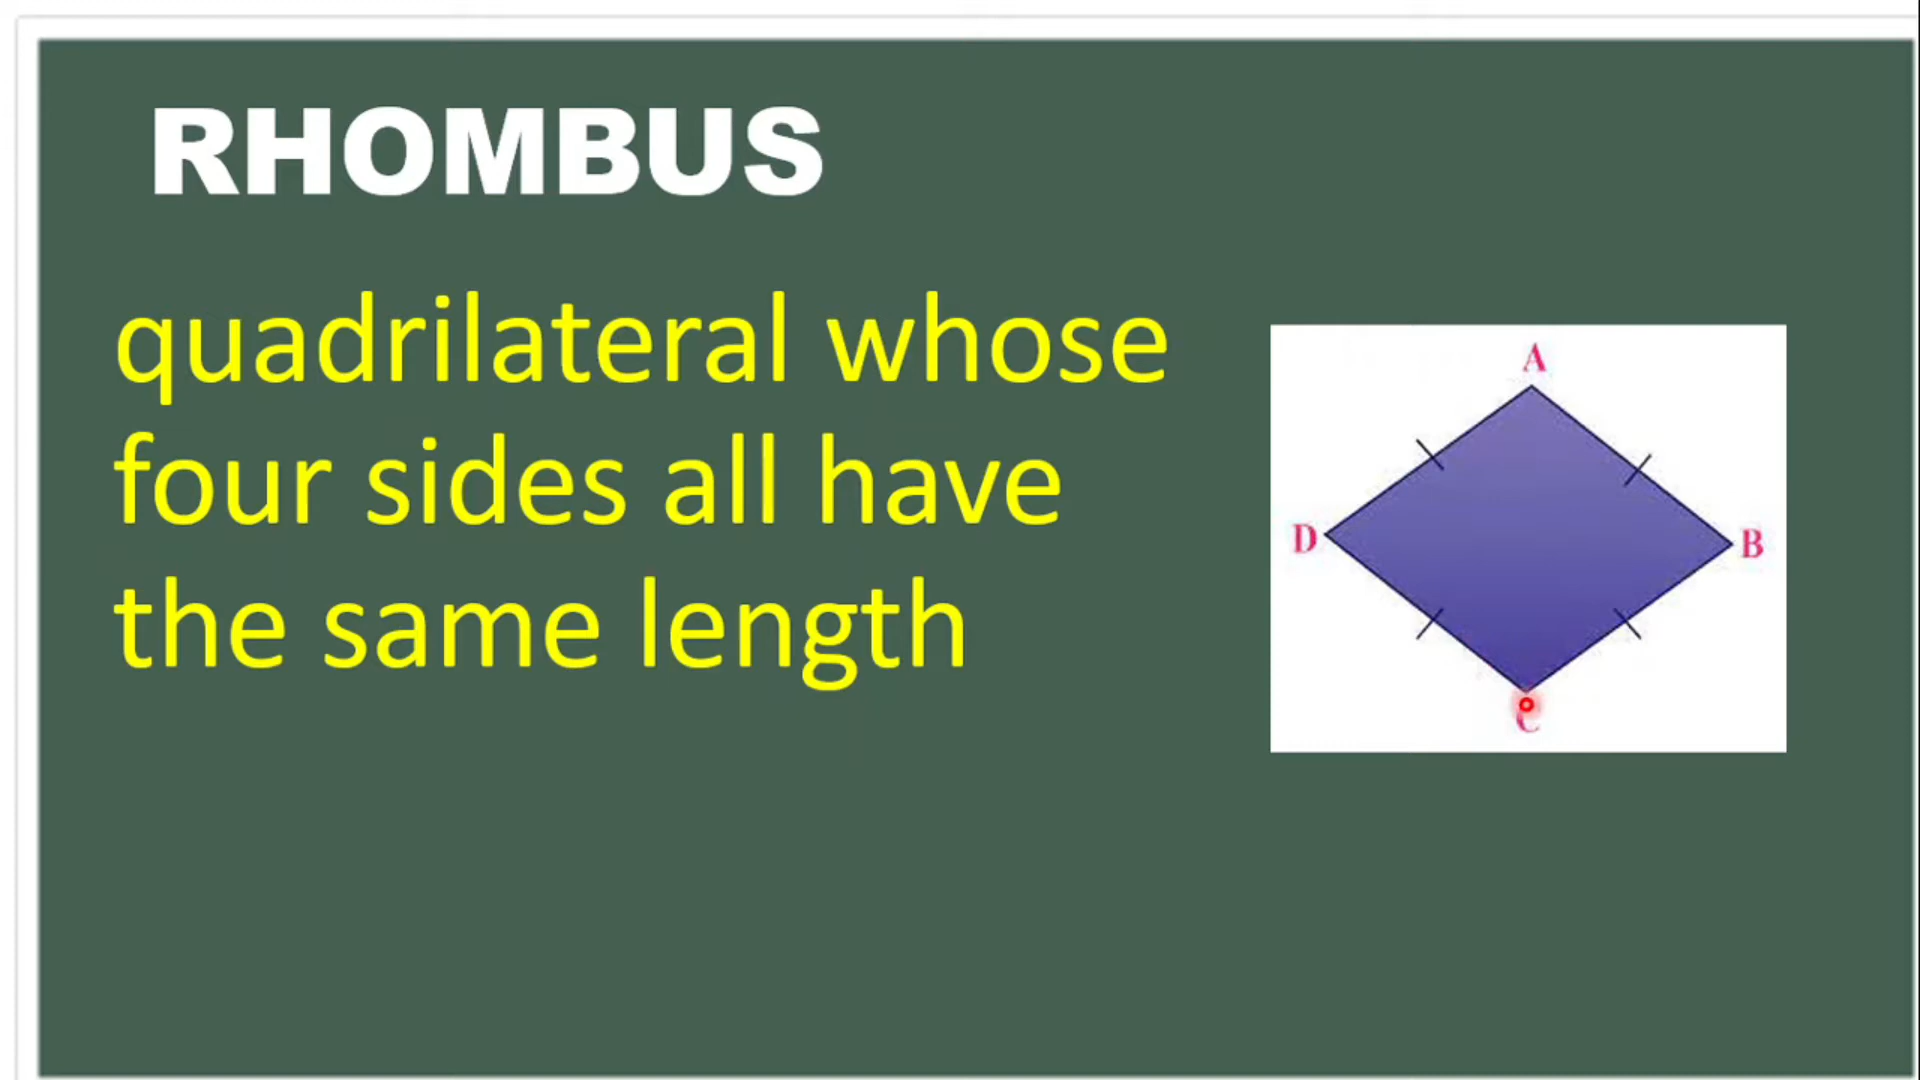 RHOMBUS
quadrilateral whose
four sides all have
the same length
A
D
B
C